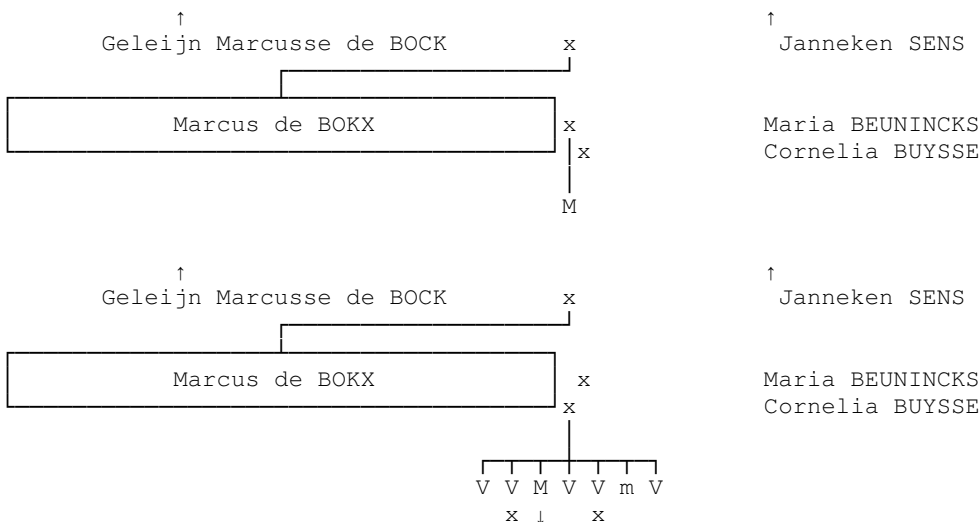 ↑ ↑
Geleijn Marcusse de BOCK x Janneken SENS
Marcus de BOKX x Maria BEUNINCKS
x Cornelia BUYSSE
M
↑ ↑
Geleijn Marcusse de BOCK x Janneken SENS
Marcus de BOKX x Maria BEUNINCKS
x Cornelia BUYSSE
V V M V V m V
x ↓ x